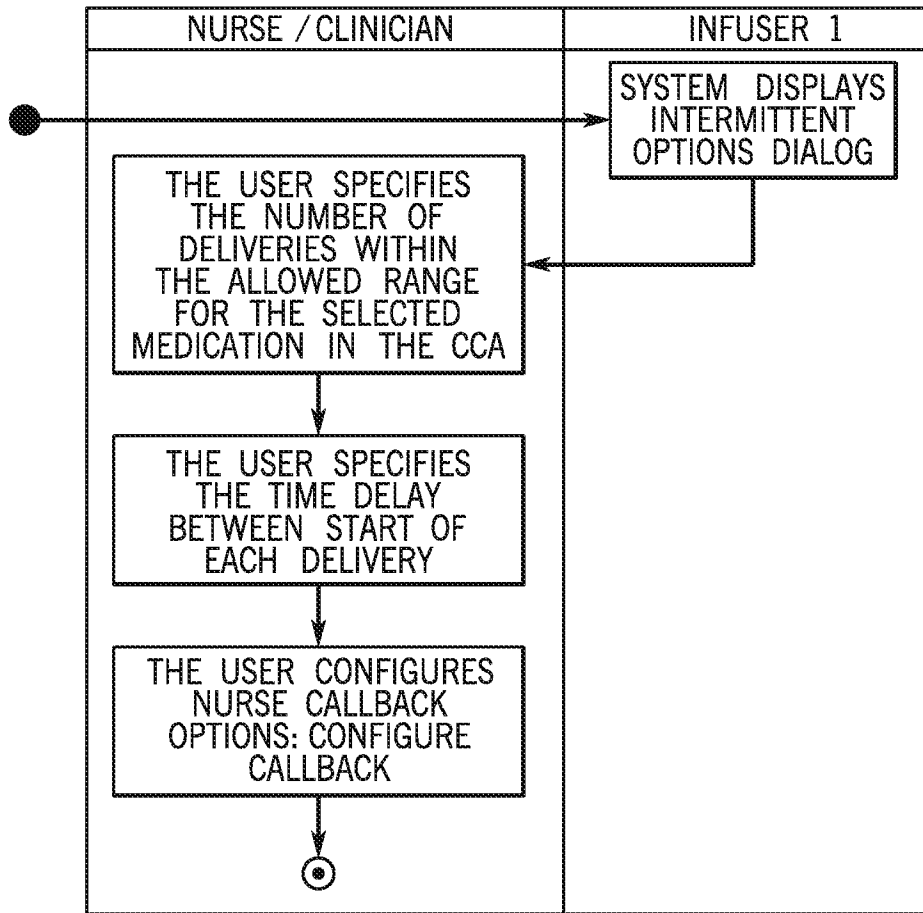 NURSE / CLINICIAN
INFUSER 1
SYSTEM DISPLAYS
INTERMITTENT
OPTIONS DIALOG
THE USER SPECIFIES
THE NUMBER OF
DELIVERIES WITHIN
THE ALLOWED RANGE
FOR THE SELECTED
MEDICATION IN THE CCA
THE USER SPECIFIES
THE TIME DELAY
BETWEEN START OF
EACH DELIVERY
THE USER CONFIGURES
NURSE CALLBACK
OPTIONS: CONFIGURE
CALLBACK